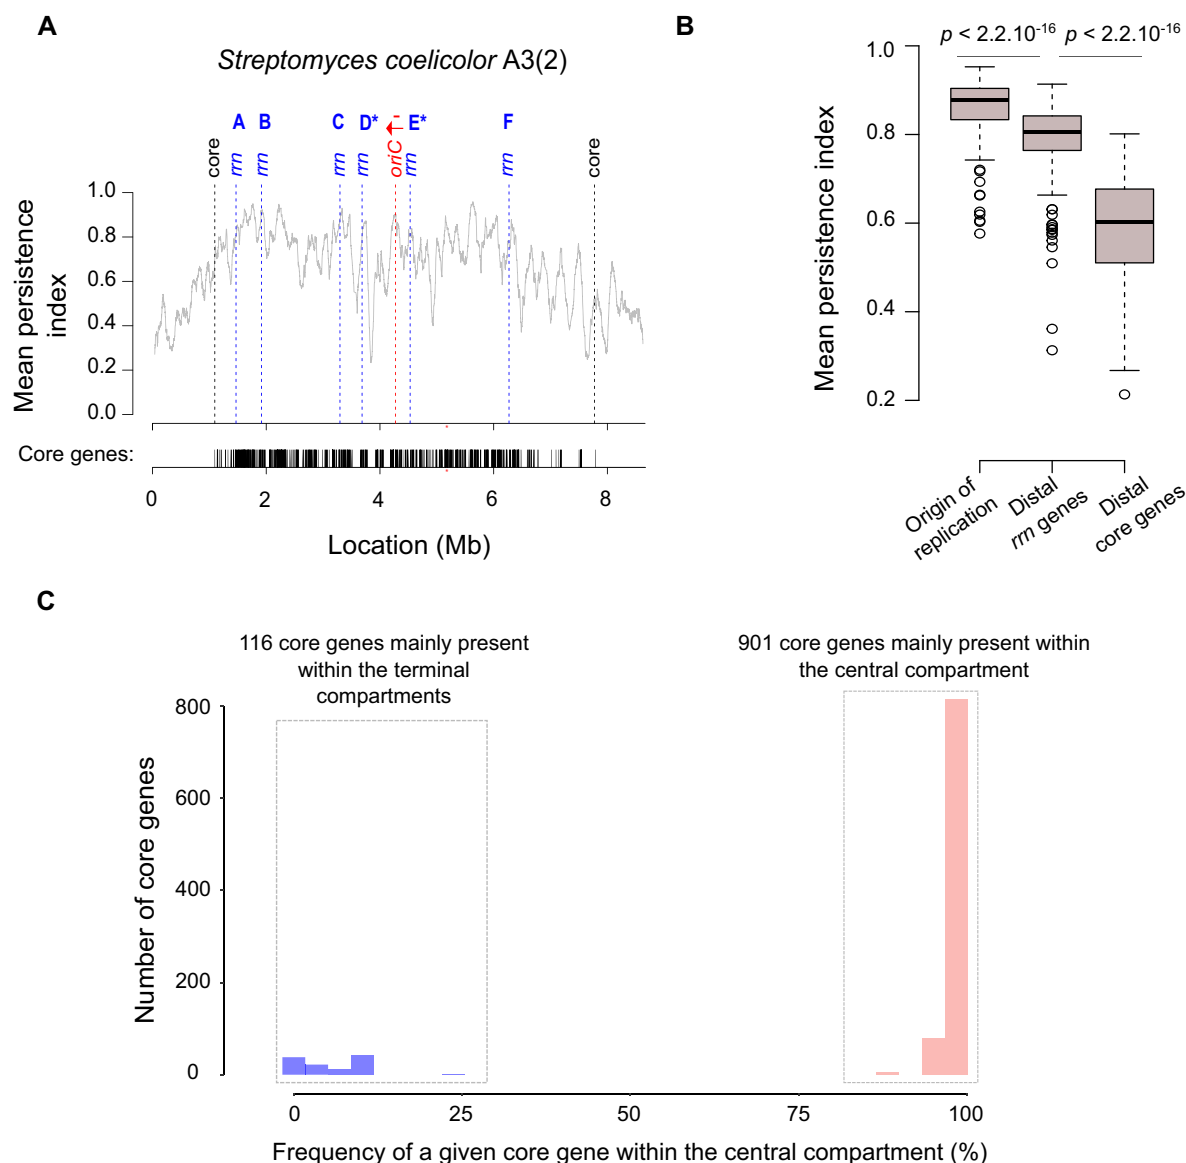 A
Streptomyces coelicolor A3(2)
A B C D* - E* F
core rrn rrn rrn rrn oriC rrn rrn core
Mean persistence
index
1.0
0.8
0.6
0.4
0.2
0.0
Core genes:
0 2 4 6 8
Location (Mb)
B
p < 2.2.10-16 p < 2.2.10-16
Mean persistence index
1.0
0.8
0.6
0.4
0.2
Origin of
replication
Distal
rrn genes
Distal
core genes
C
116 core genes mainly present
within the terminal
compartments
901 core genes mainly present within
the central compartment
Number of core genes
800
600
400
200
0
0 25 50 75 100
Frequency of a given core gene within the central compartment (%)